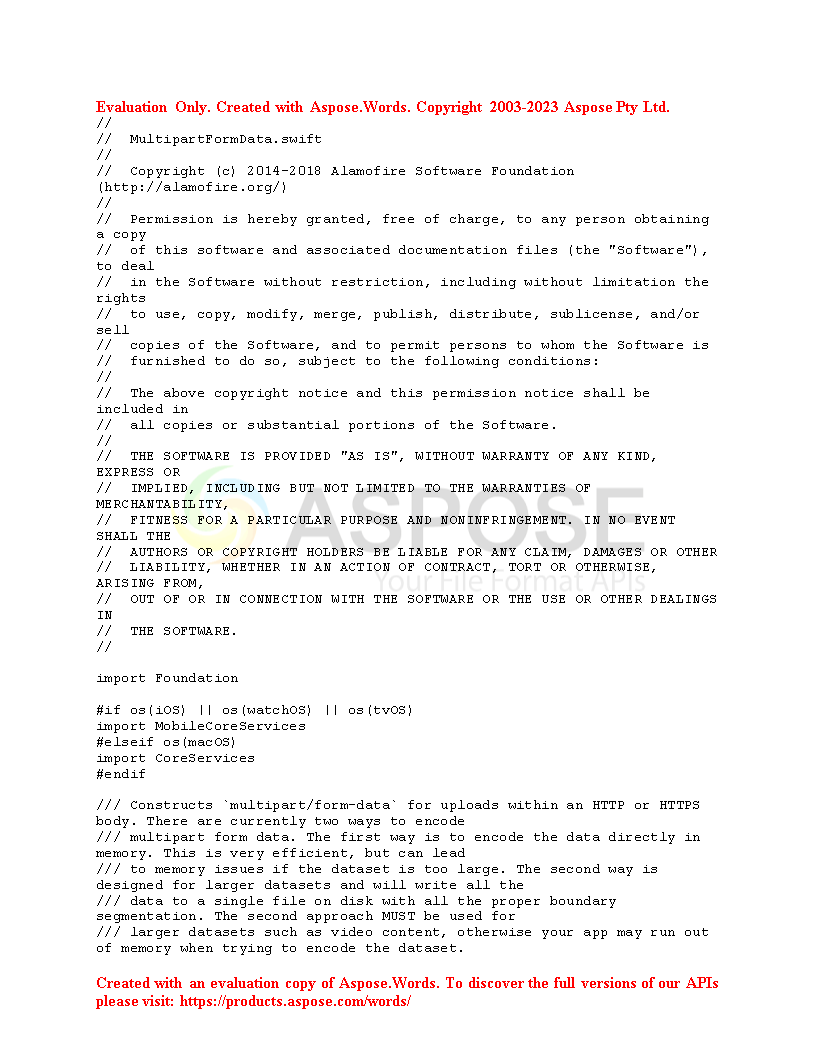 Evaluation Only. Created with Aspose.Words. Copyright 2003-2023 Aspose Pty Ltd.
//
//  MultipartFormData.swift
//
//  Copyright (c) 2014-2018 Alamofire Software Foundation
(http://alamofire.org/)
//
//  Permission is hereby granted, free of charge, to any person obtaining
a copy
//  of this software and associated documentation files (the "Software"),
to deal
//  in the Software without restriction, including without limitation the
rights
//  to use, copy, modify, merge, publish, distribute, sublicense, and/or
sell
//  copies of the Software, and to permit persons to whom the Software is
//  furnished to do so, subject to the following conditions:
//
//  The above copyright notice and this permission notice shall be
included in
//  all copies or substantial portions of the Software.
//
//  THE SOFTWARE IS PROVIDED "AS IS", WITHOUT WARRANTY OF ANY KIND,
EXPRESS OR
//  IMPLIED, INCLUDING BUT NOT LIMITED TO THE WARRANTIES OF
MERCHANTABILITY,
//  FITNESS FOR A PARTICULAR PURPOSE AND NONINFRINGEMENT. IN NO EVENT
SHALL THE
//  AUTHORS OR COPYRIGHT HOLDERS BE LIABLE FOR ANY CLAIM, DAMAGES OR OTHER
//  LIABILITY, WHETHER IN AN ACTION OF CONTRACT, TORT OR OTHERWISE,
ARISING FROM,
//  OUT OF OR IN CONNECTION WITH THE SOFTWARE OR THE USE OR OTHER DEALINGS
IN
//  THE SOFTWARE.
//
ASPOSE
Your File Format APIs
import Foundation
#if os(iOS) || os(watchOS) || os(tvOS)
import MobileCoreServices
#elseif os(macOS)
import CoreServices
#endif
/// Constructs `multipart/form-data` for uploads within an HTTP or HTTPS
body. There are currently two ways to encode
/// multipart form data. The first way is to encode the data directly in
memory. This is very efficient, but can lead
/// to memory issues if the dataset is too large. The second way is
designed for larger datasets and will write all the
/// data to a single file on disk with all the proper boundary
segmentation. The second approach MUST be used for
/// larger datasets such as video content, otherwise your app may run out
of memory when trying to encode the dataset.
Created with an evaluation copy of Aspose.Words. To discover the full versions of our APIs
please visit: https://products.aspose.com/words/